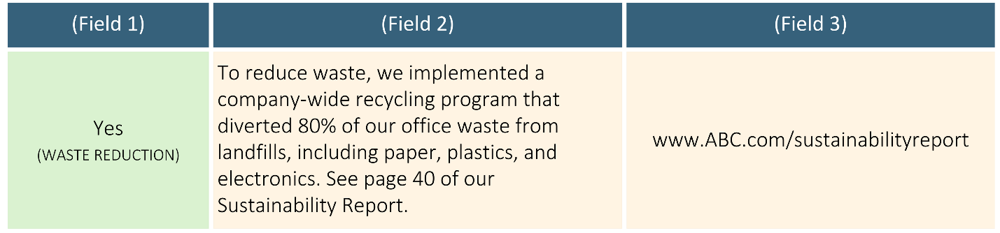 (Field 1)
(Field 2)
(Field 3)
Yes
(WASTE REDUCTION)
To reduce waste, we implemented a
company-wide recycling program that
diverted 80% of our office waste from
landfills, including paper, plastics, and
electronics. See page 40 of our
Sustainability Report.
www.ABC.com/sustainabilityreport